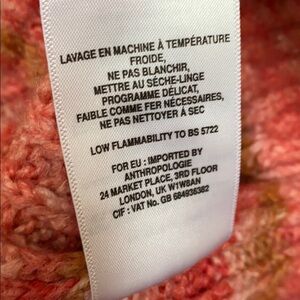 LAVAGE EN MACHINE À TEMPÉRATURE
FROIDE,
NE PAS BLANCHIR,
METTRE AU SÈCHE-LINGE
PROGRAMME DÉLICAT,
FAIBLE COMME FER NÉCESSAIRES,
NE PAS NETTOYER À SEC
LOW FLAMMABILITY TO BS 5722
FOR EU : IMPORTED BY
ANTHROPOLOGIE
24 MARKET PLACE, 3RD FLOOR
LONDON, UK W1W8AN
CIF : VAT No. GB 684936382